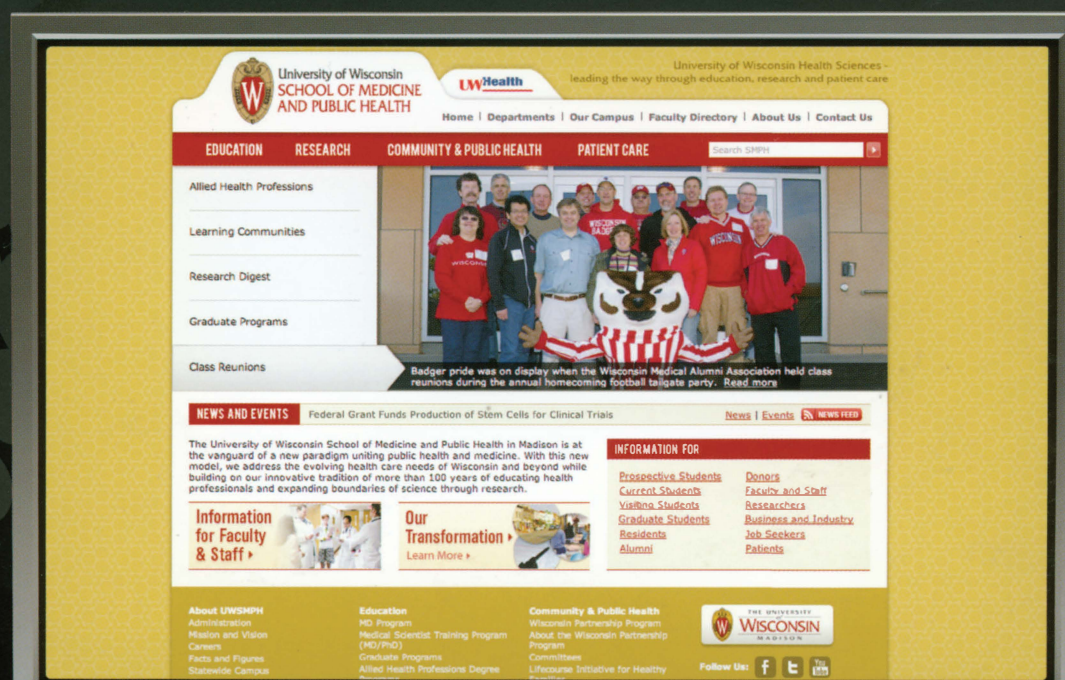 University of Wisconsin
SCHOOL OF MEDICINE
AND PUBLIC HEALTH
W
UWHealth
University of Wisconsin Health Sciences -
leading the way through education, research and patient care
Home | Departments | Our Campus | Faculty Directory | About Us | Contact Us
EDUCATION RESEARCH COMMUNITY & PUBLIC HEALTH PATIENT CARE Search SMPH
Allied Health Professions
Learning Communities
Research Digest
Graduate Programs
Class Reunions
WISCONSIN
BADGE
WISCONSIN
Badger pride was on display when the Wisconsin Medical Alumni Association held class
reunions during the annual homecoming football tailgate party. Read more
NEWS AND EVENTS Federal Grant Funds Production of Stem Cells for Clinical Trials News | Events NEWS FEED
The University of Wisconsin School of Medicine and Public Health in Madison is at
the vanguard of a new paradigm uniting public health and medicine. With this new
model, we address the evolving health care needs of Wisconsin and beyond while
building on our innovative tradition of more than 100 years of educating health
professionals and expanding boundaries of science through research.
Information
for Faculty
& Staff
Our
Transformation
Learn More
INFORMATION FOR
Prospective Students
Current Students
Visiting Students
Graduate Students
Residents
Alumni
Donors
Faculty and Staff
Researchers
Business and Industry
Job Seekers
Patients
About UWSMPH
Administration
Mission and Vision
Careers
Facts and Figures
Statewide Campus
Education
MD Program
Medical Scientist Training Program
(MD/PhD)
Graduate Programs
Allied Health Professions Degree
Community & Public Health
Wisconsin Partnership Program
About the Wisconsin Partnership
Program
Committees
Lifecourse Initiative for Healthy
Families
THE UNIVERSITY
of
WISCONSIN
MADISON
Follow Us: f t You Tube